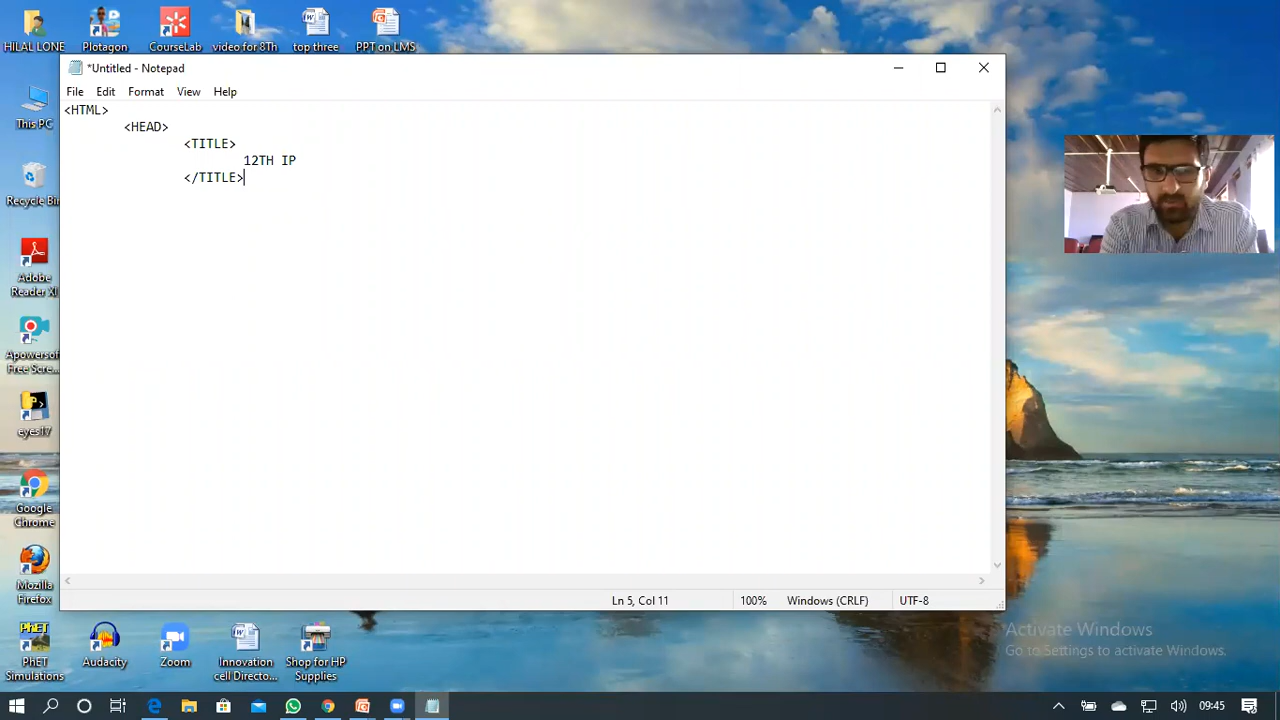 HILAL LONE
Plotagon
CourseLab
video for 8Th
top three
PPT on LMS
*Untitled - Notepad
File Edit Format View Help
<HTML>
<HEAD>
<TITLE>
12TH IP
</TITLE>
This PC
Recycle Bin
Adobe
Reader XI
Apowersoft
Free Scre...
eyes17
Google
Chrome
Mozilla
Firefox
Ln 5, Col 11 100% Windows (CRLF) UTF-8
PhET
PhET
Simulations
Audacity
Zoom
Innovation
cell Directo...
Shop for HP
Supplies
Activate Windows
Go to Settings to activate Windows.
09:45